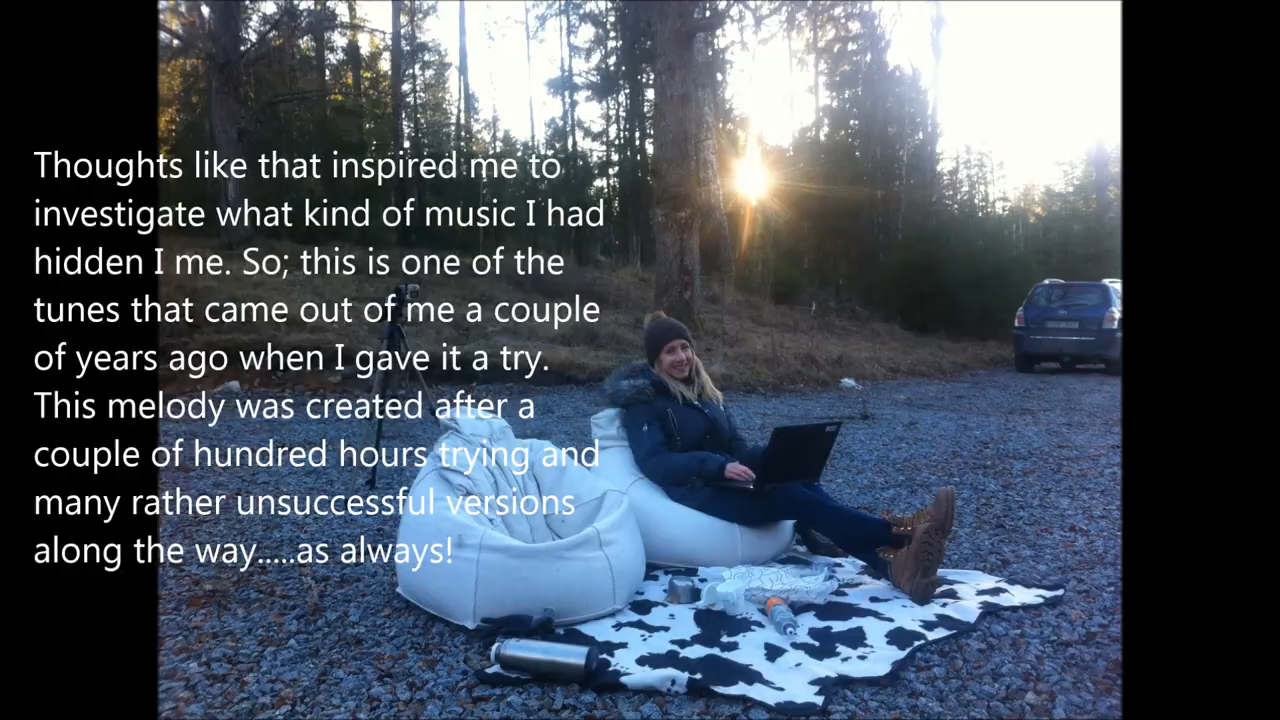 Thoughts like that inspired me to
investigate what kind of music I had
hidden I me. So; this is one of the
tunes that came out of me a couple
of years ago when I gave it a try.
This melody was created after a
couple of hundred hours trying and
many rather unsuccessful versions
along the way.....as always!